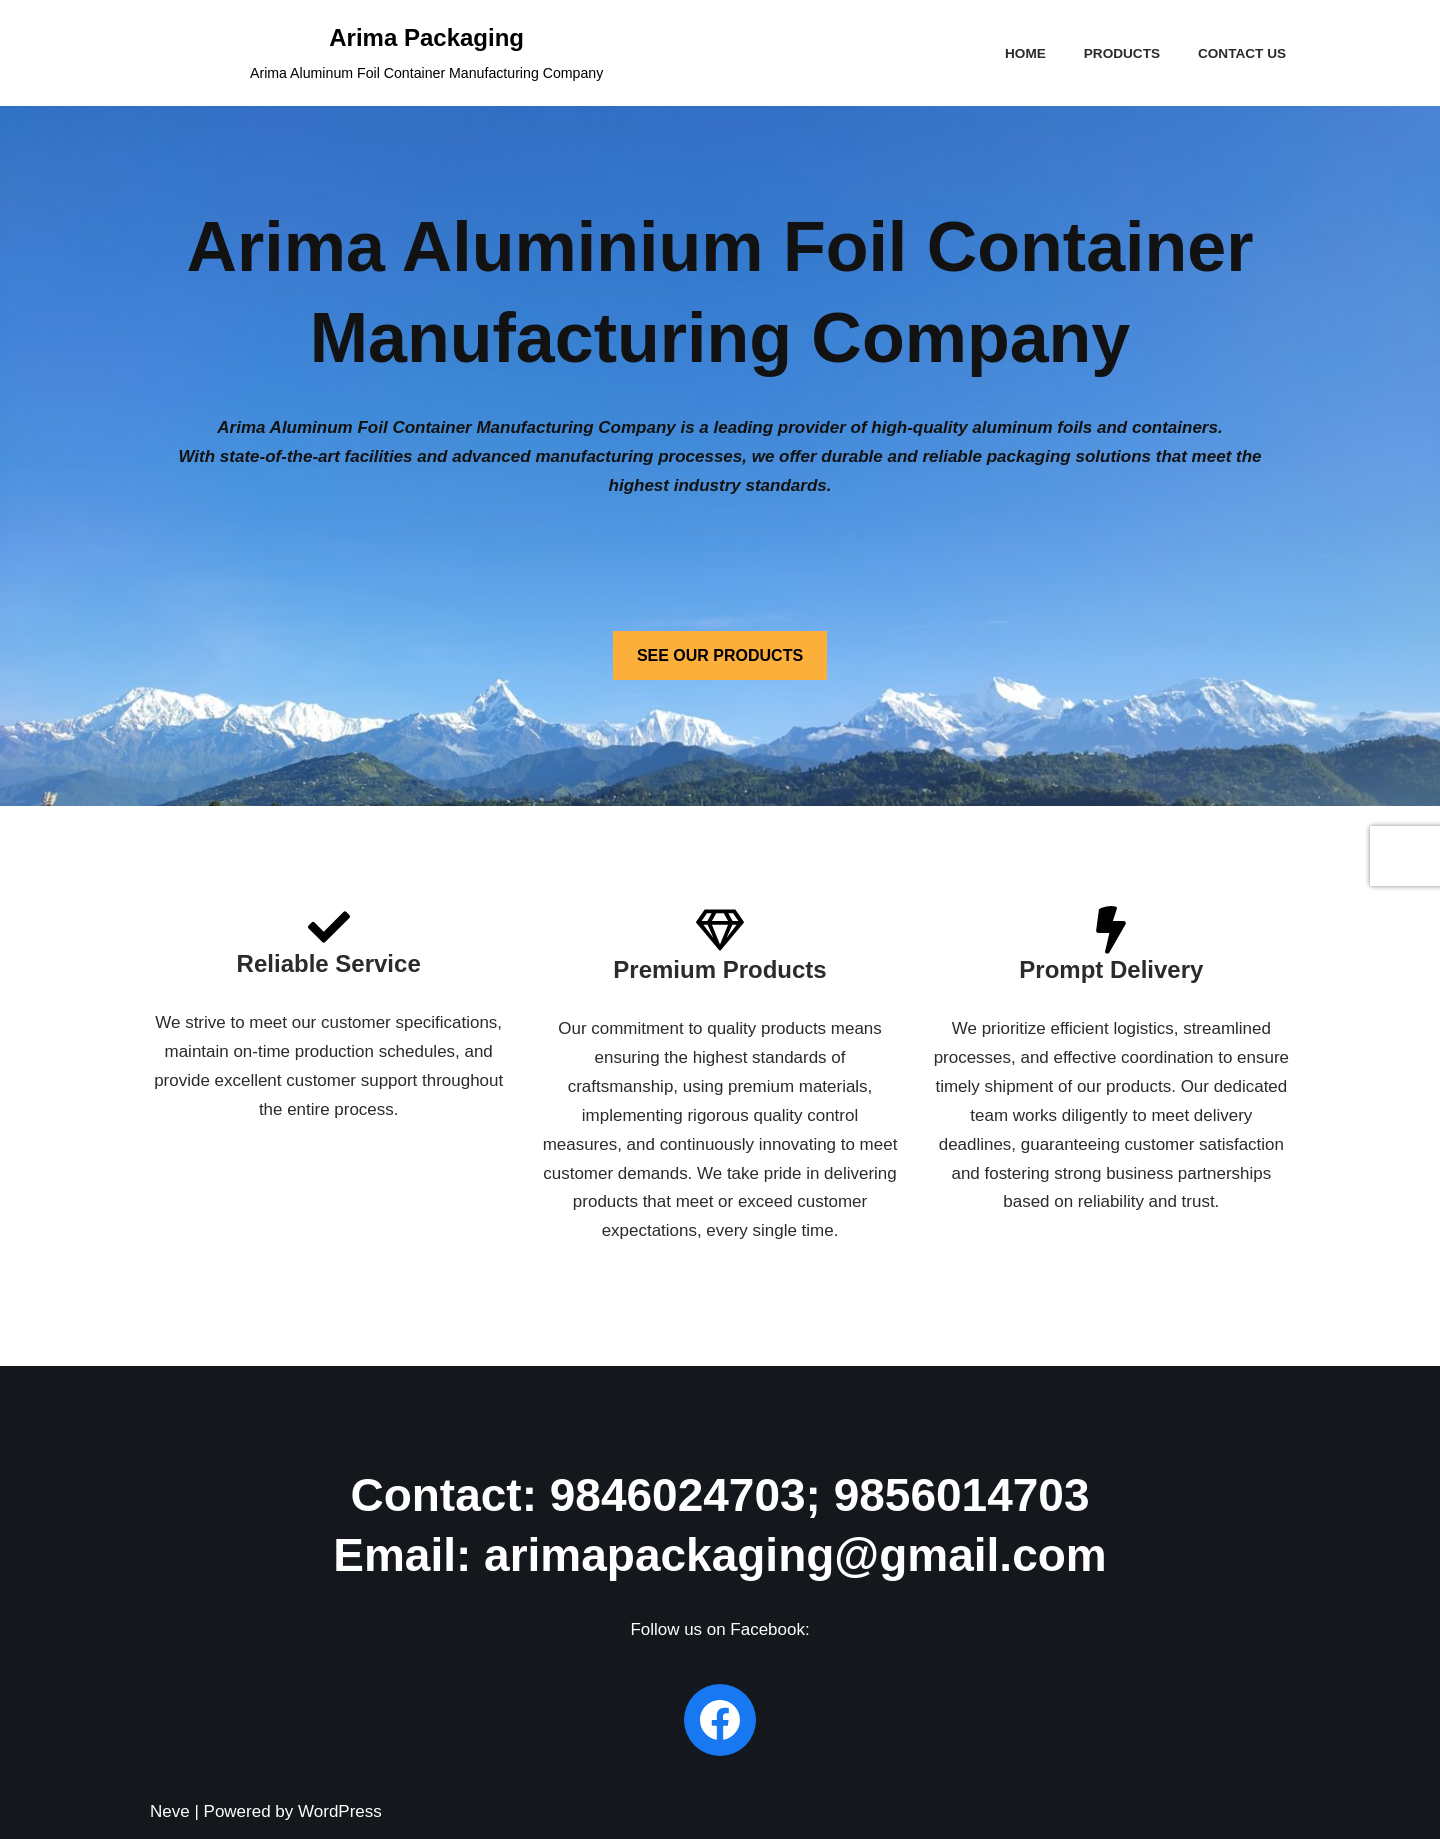 Arima Packaging
Arima Aluminum Foil Container Manufacturing Company
HOME PRODUCTS CONTACT US
Arima Aluminium Foil Container
Manufacturing Company
Arima Aluminum Foil Container Manufacturing Company is a leading provider of high-quality aluminum foils and containers.
With state-of-the-art facilities and advanced manufacturing processes, we offer durable and reliable packaging solutions that meet the
highest industry standards.
SEE OUR PRODUCTS
Reliable Service
We strive to meet our customer specifications,
maintain on-time production schedules, and
provide excellent customer support throughout
the entire process.
Premium Products
Our commitment to quality products means
ensuring the highest standards of
craftsmanship, using premium materials,
implementing rigorous quality control
measures, and continuously innovating to meet
customer demands. We take pride in delivering
products that meet or exceed customer
expectations, every single time.
Prompt Delivery
We prioritize efficient logistics, streamlined
processes, and effective coordination to ensure
timely shipment of our products. Our dedicated
team works diligently to meet delivery
deadlines, guaranteeing customer satisfaction
and fostering strong business partnerships
based on reliability and trust.
Contact: 9846024703; 9856014703
Email: arimapackaging@gmail.com
Follow us on Facebook:
Neve | Powered by WordPress